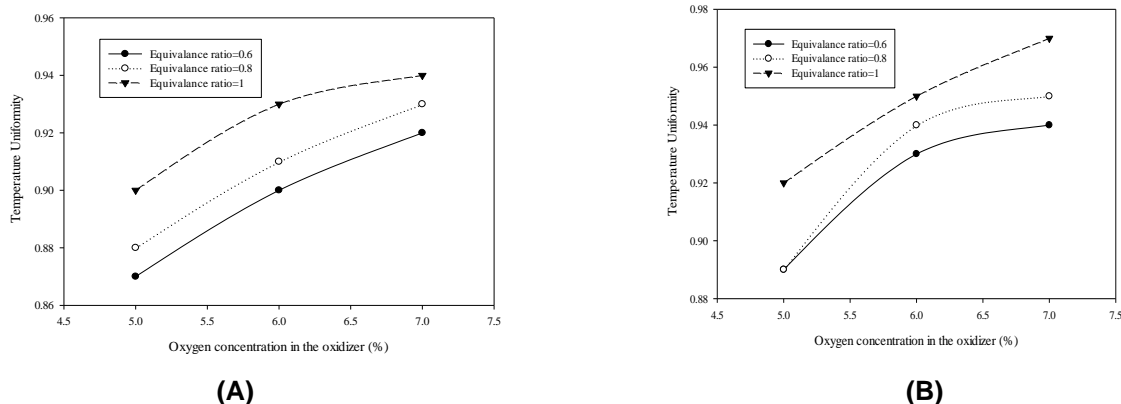 0.96
0.94
0.92
0.90
0.88
0.86
Temperature Uniformity
Equivalance ratio=0.6
Equivalance ratio=0.8
Equivalance ratio=1
4.5 5.0 5.5 6.0 6.5 7.0 7.5
Oxygen concentration in the oxidizer (%)
(A)
0.98
0.96
0.94
0.92
0.90
0.88
Temperature Uniformity
Equivalance ratio=0.6
Equivalance ratio=0.8
Equivalance ratio=1
4.5 5.0 5.5 6.0 6.5 7.0 7.5
Oxygen concentration in the oxidizer (%)
(B)